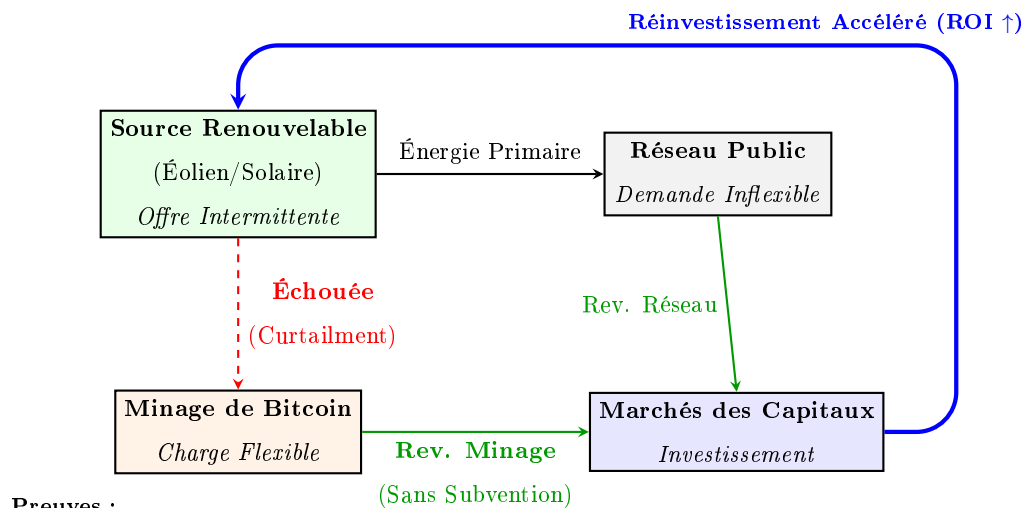 Réinvestissement Accéléré (ROI ↑)
Source Renouvelable
(Éolien/Solaire)
Offre Intermittente
Énergie Primaire
Réseau Public
Demande Inflexible
Échouée
(Curtailment)
Rev. Réseau
Minage de Bitcoin
Charge Flexible
Rev. Minage
(Sans Subvention)
Marchés des Capitaux
Investissement
Preuves :